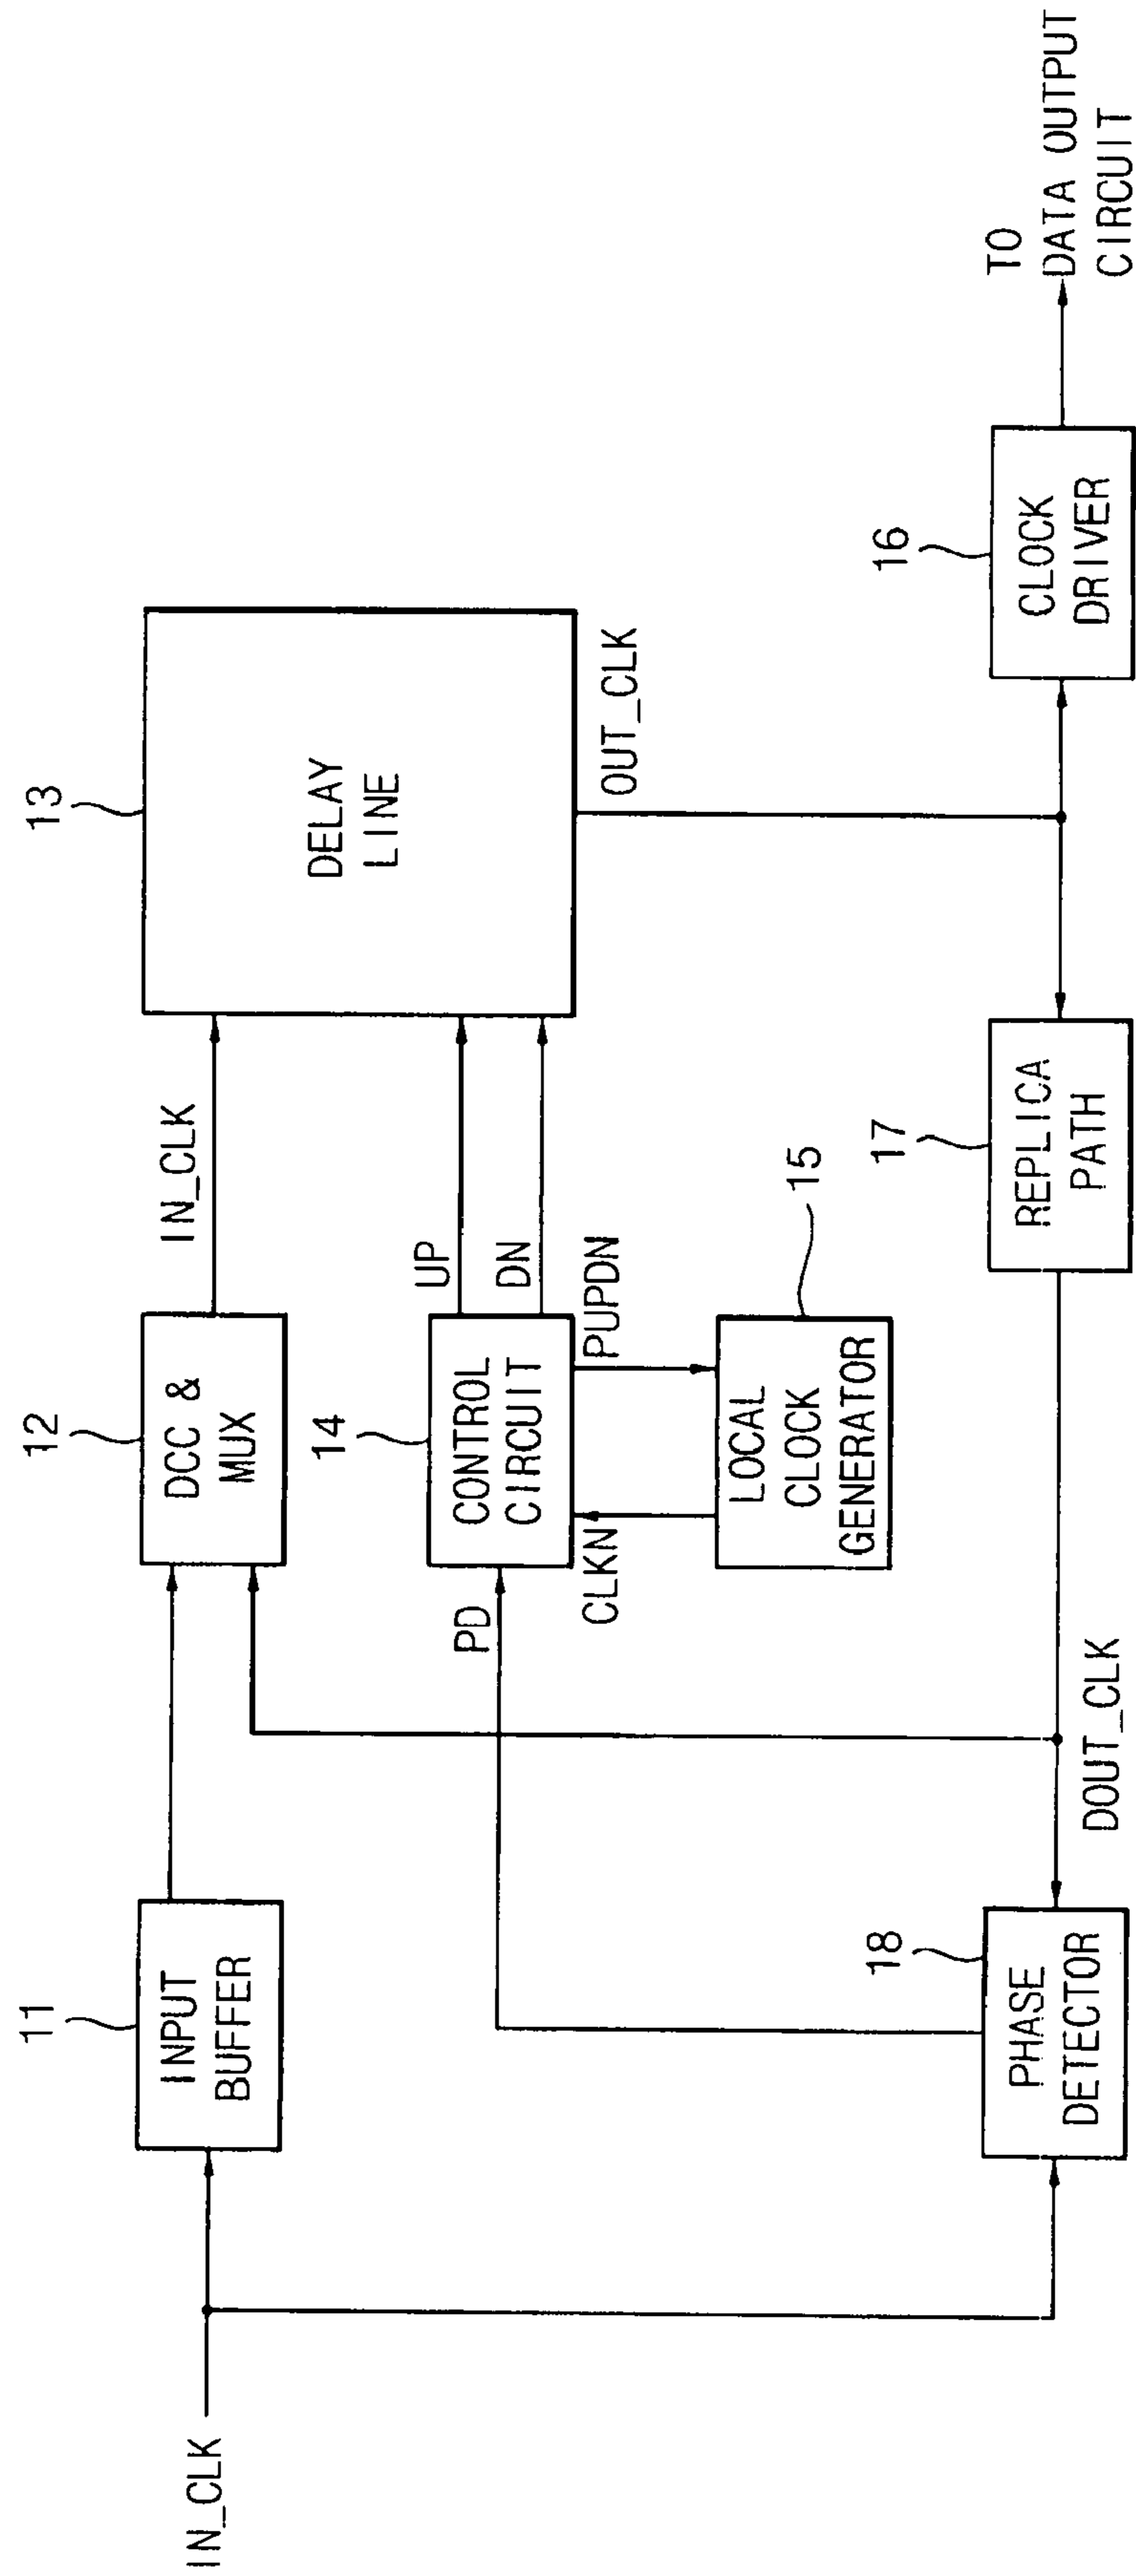 11
12
13
INPUT
BUFFER
DCC &
MUX
IN_CLK
DELAY
LINE
IN_CLK
14
UP
DN
PD
CONTROL
CIRCUIT
CLKN
PUPDN
OUT_CLK
15
LOCAL
CLOCK
GENERATOR
18
17
16
PHASE
DETECTOR
DOUT_CLK
REPLICA
PATH
CLOCK
DRIVER
TO
DATA OUTPUT
CIRCUIT